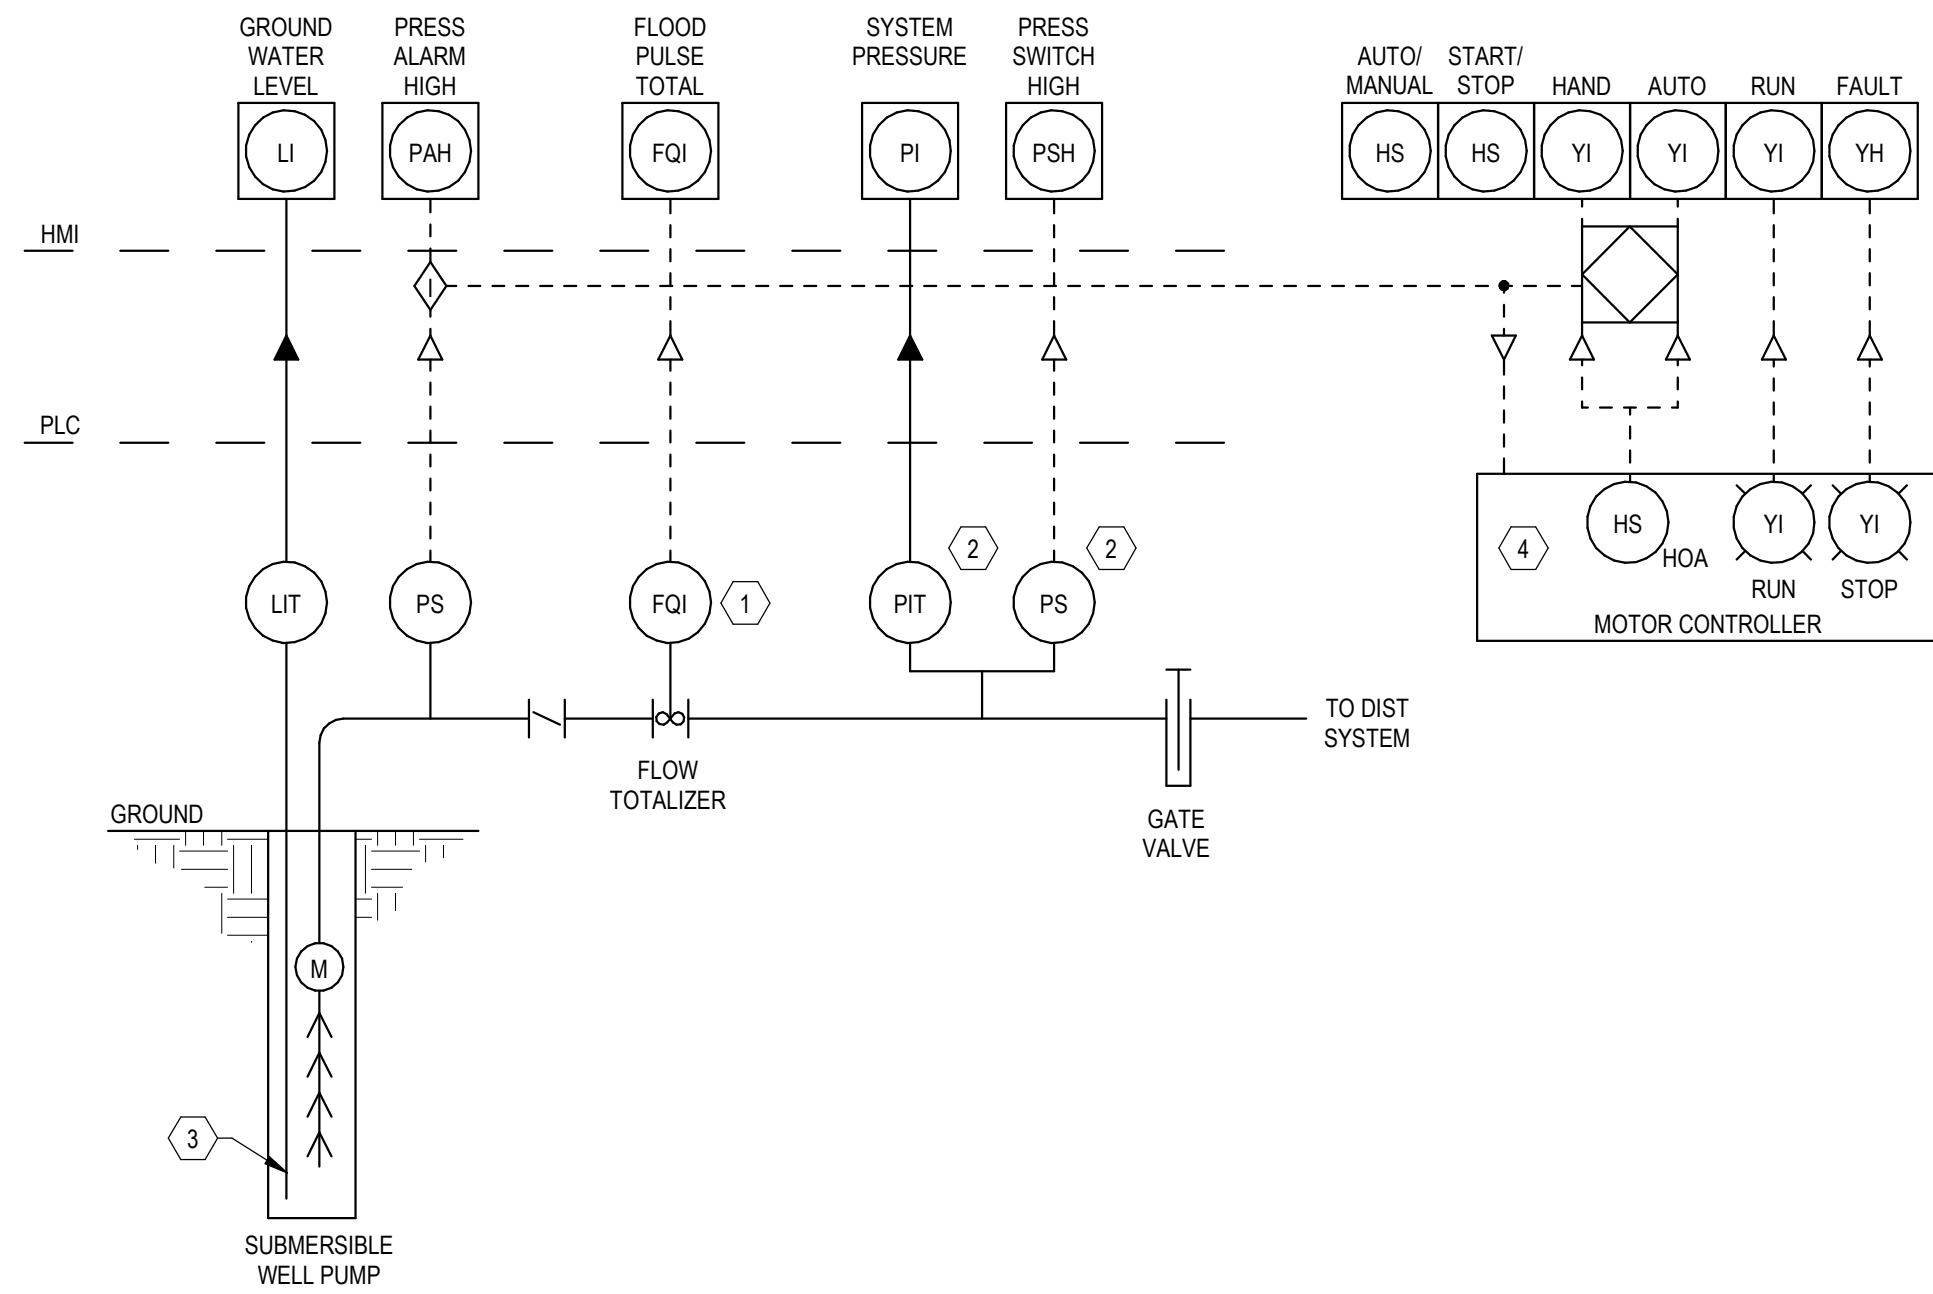 GROUND
WATER
LEVEL
PRESS
ALARM
HIGH
FLOOD
PULSE
TOTAL
SYSTEM
PRESSURE
PRESS
SWITCH
HIGH
AUTO/
MANUAL
START/
STOP
HAND
AUTO
RUN
FAULT
LI
PAH
FQI
PI
PSH
HS
HS
YI
YI
YI
YH
HMI
PLC
LIT
PS
FQI
1
PIT
2
PS
2
4
HS
HOA
YI
RUN
YI
STOP
MOTOR CONTROLLER
FLOW
TOTALIZER
TO DIST
SYSTEM
GATE
VALVE
GROUND
M
3
SUBMERSIBLE
WELL PUMP